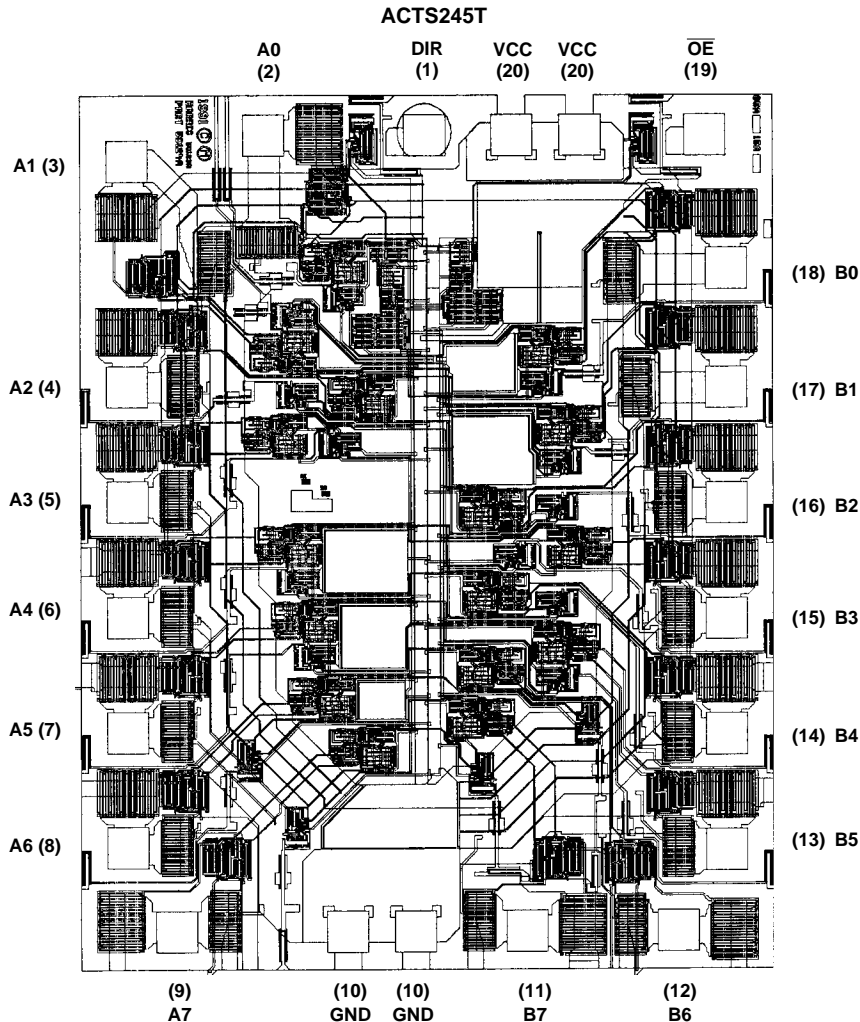 ACTS245T
A0 DIR VCC VCC OE
(2) (1) (20) (20) (19)
A1 (3)
(18) B0
A2 (4)
(17) B1
A3 (5)
(16) B2
A4 (6)
(15) B3
A5 (7)
(14) B4
A6 (8)
(13) B5
(9) (10) (10) (11) (12)
A7 GND GND B7 B6